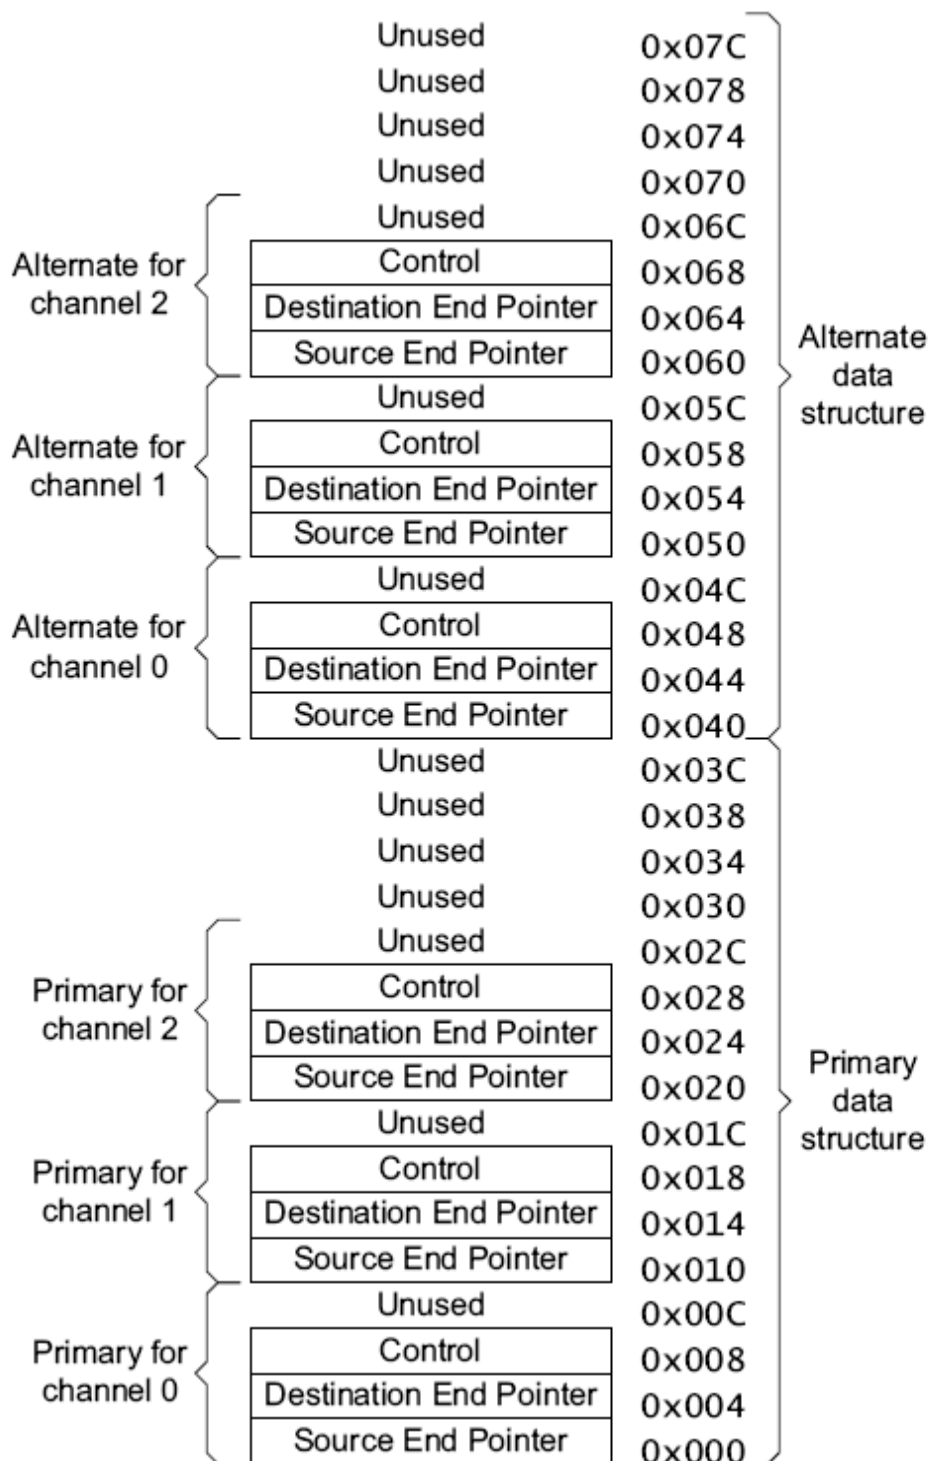 Unused 0x07C
Unused 0x078
Unused 0x074
Unused 0x070
Unused 0x06C
Alternate for
channel 2
Control 0x068
Destination End Pointer 0x064
Source End Pointer 0x060
Alternate
data
structure
Unused 0x05C
Alternate for
channel 1
Control 0x058
Destination End Pointer 0x054
Source End Pointer 0x050
Unused 0x04C
Alternate for
channel 0
Control 0x048
Destination End Pointer 0x044
Source End Pointer 0x040
Unused 0x03C
Unused 0x038
Unused 0x034
Unused 0x030
Unused 0x02C
Primary for
channel 2
Control 0x028
Destination End Pointer 0x024
Source End Pointer 0x020
Primary
data
structure
Unused 0x01C
Primary for
channel 1
Control 0x018
Destination End Pointer 0x014
Source End Pointer 0x010
Unused 0x00C
Primary for
channel 0
Control 0x008
Destination End Pointer 0x004
Source End Pointer 0x000